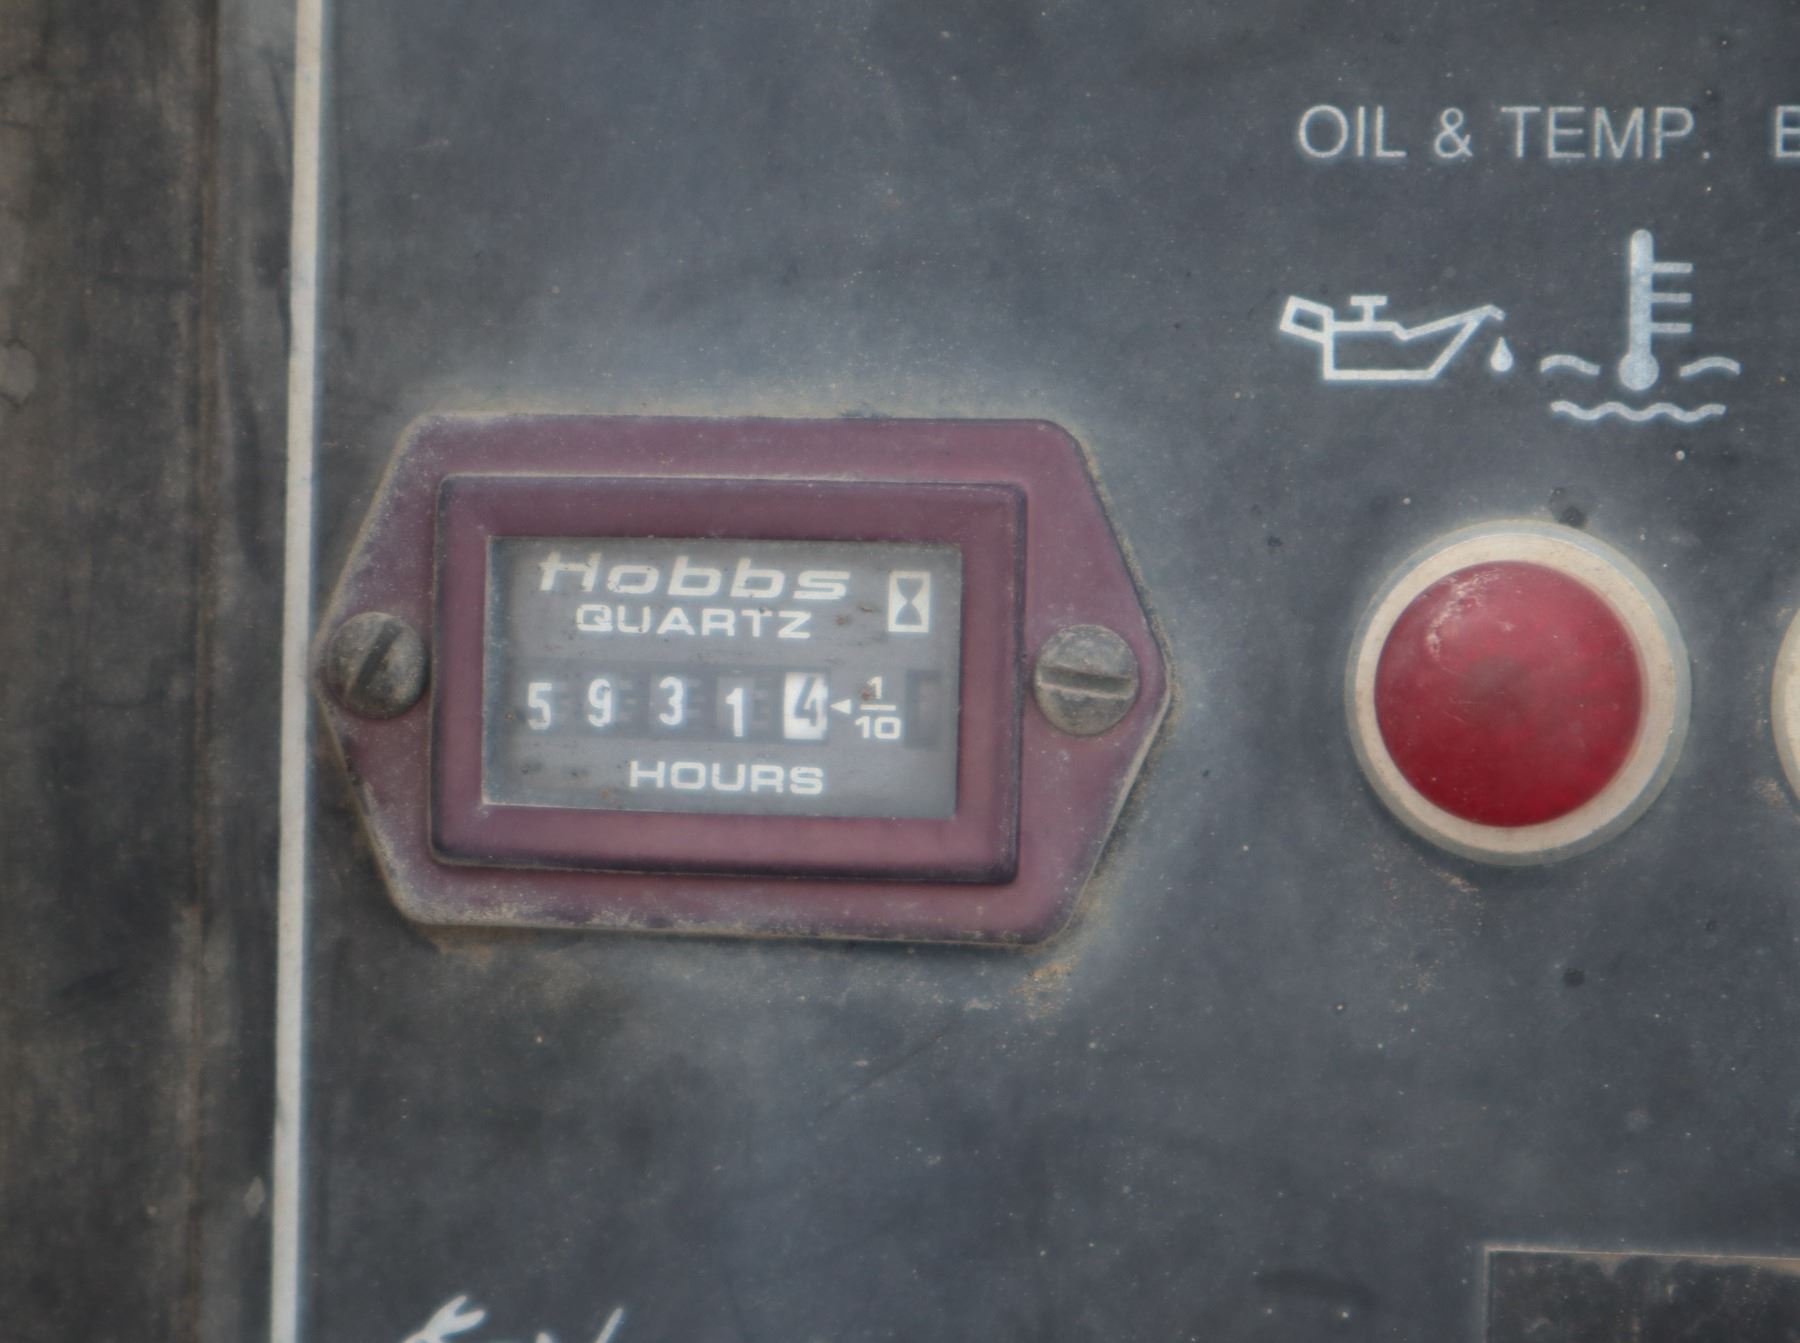 OIL & TEMP.
Hobbs
QUARTZ
5 9 3 1 4 1/10
HOURS